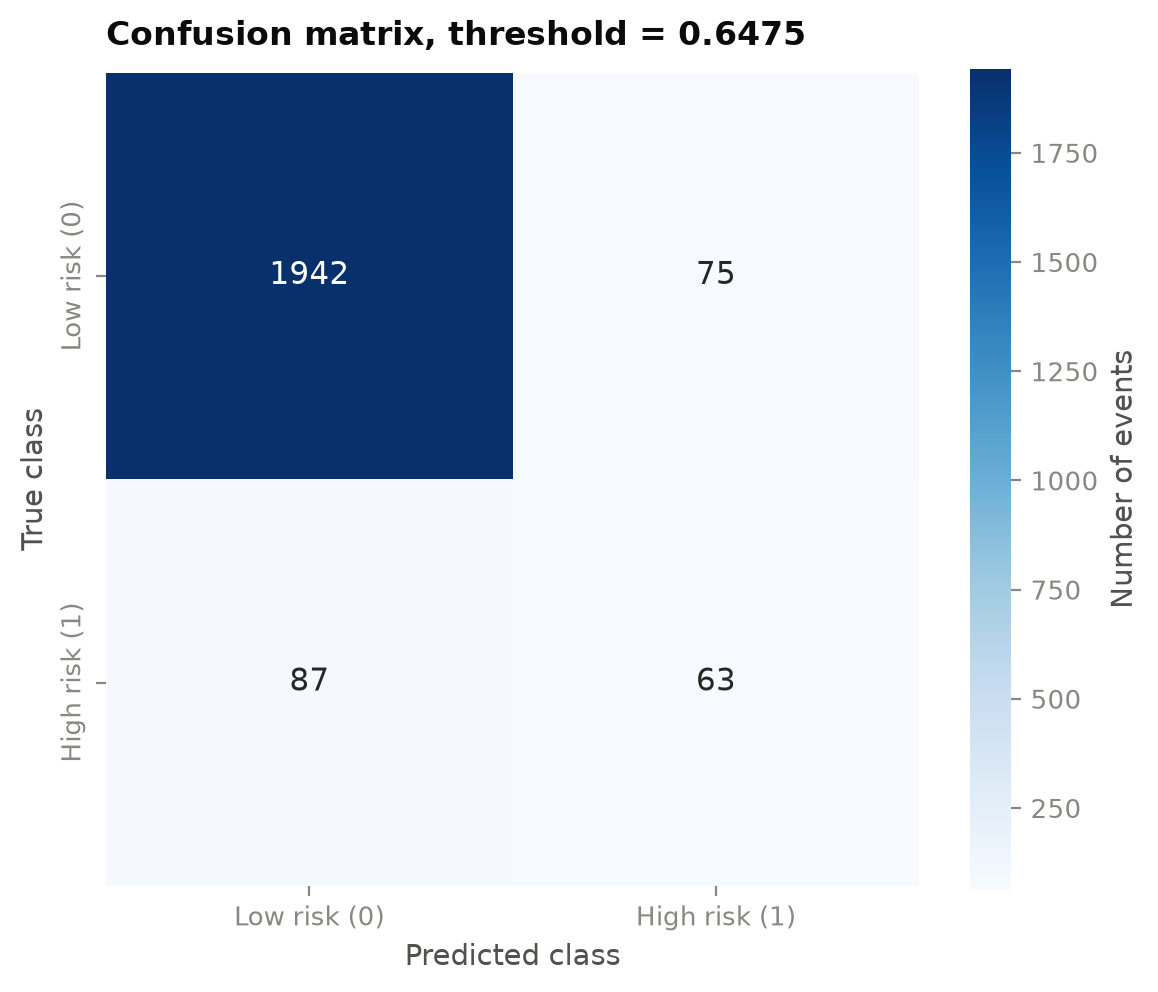 Confusion matrix, threshold = 0.6475
True class
Low risk (0)
High risk (1)
1942
75
87
63
Low risk (0)
High risk (1)
Predicted class
1750
1500
1250
1000
750
500
250
Number of events